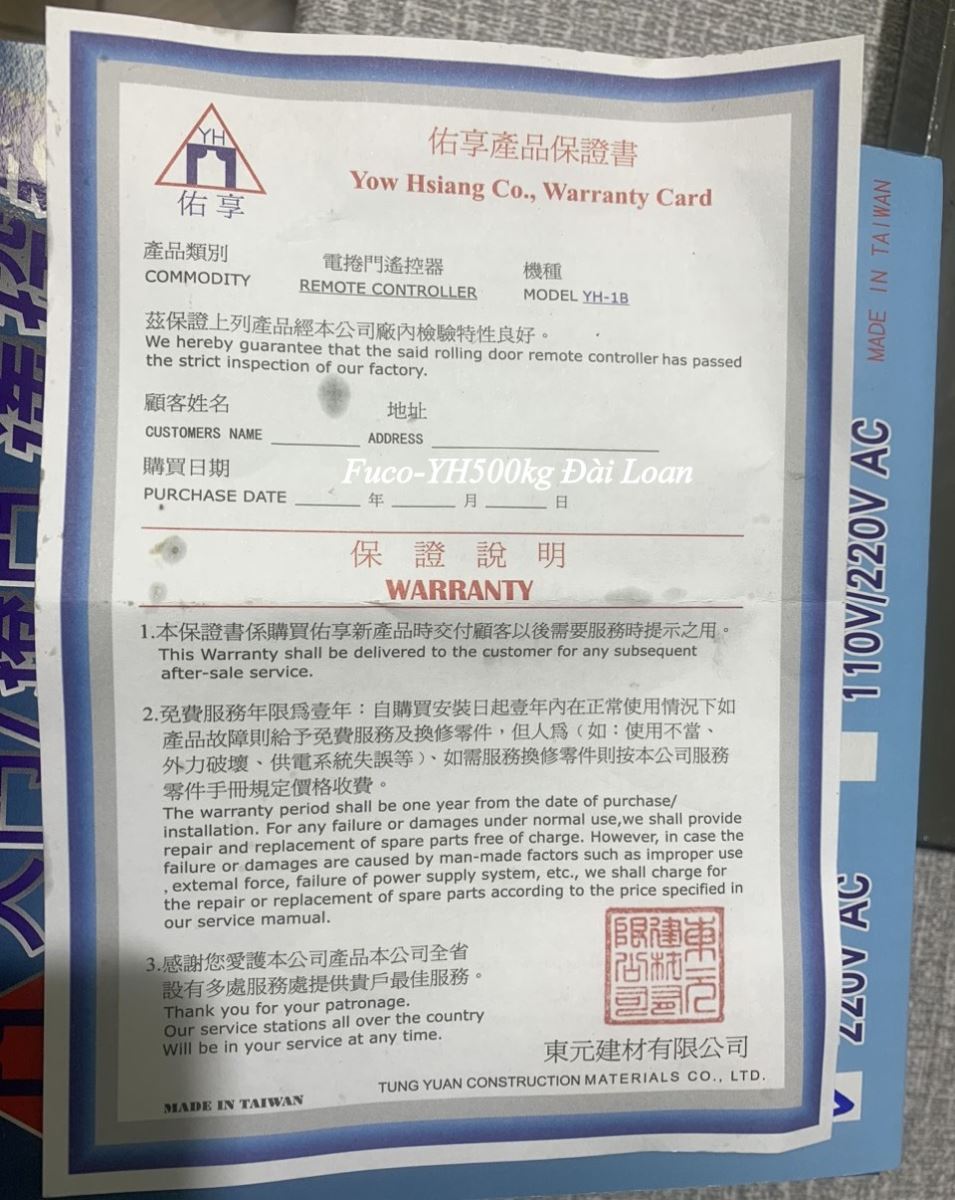 YH
佑享
佑享產品保證書
Yow Hsiang Co., Warranty Card
產品類別 電捲門遙控器 機種
COMMODITY REMOTE CONTROLLER MODEL YH-1B
茲保證上列產品經本公司廠內檢驗特性良好。
We hereby guarantee that the said rolling door remote controller has passed
the strict inspection of our factory.
顧客姓名 地址
CUSTOMERS NAME ADDRESS
購買日期
Fuco-YH500kg Đài Loan
PURCHASE DATE 年 月 日
保證說明
WARRANTY
1.本保證書係購買佑享新產品時交付顧客以後需要服務時提示之用。
This Warranty shall be delivered to the customer for any subsequent
after-sale service.
2.免費服務年限爲壹年：自購買安裝日起壹年內在正常使用情況下如
產品故障則給予免費服務及換修零件，但人爲（如：使用不當、
外力破壞、供電系統失誤等）、如需服務換修零件則按本公司服務
零件手冊規定價格收費。
The warranty period shall be one year from the date of purchase/
installation. For any failure or damages under normal use,we shall provide
repair and replacement of spare parts free of charge. However, in case the
failure or damages are caused by man-made factors such as improper use
, extemal force, failure of power supply system, etc., we shall charge for
the repair or replacement of spare parts according to the price specified in
our service mamual.
3.感謝您愛護本公司產品本公司全省
設有多處服務處提供貴戶最佳服務。
Thank you for your patronage.
Our service stations all over the country
Will be in your service at any time.
東元建材有限公司
東元建材有限公司
TUNG YUAN CONSTRUCTION MATERIALS CO., LTD.
MADE IN TAIWAN
MADE IN TAIWAN
110V/220V AC
220V AC